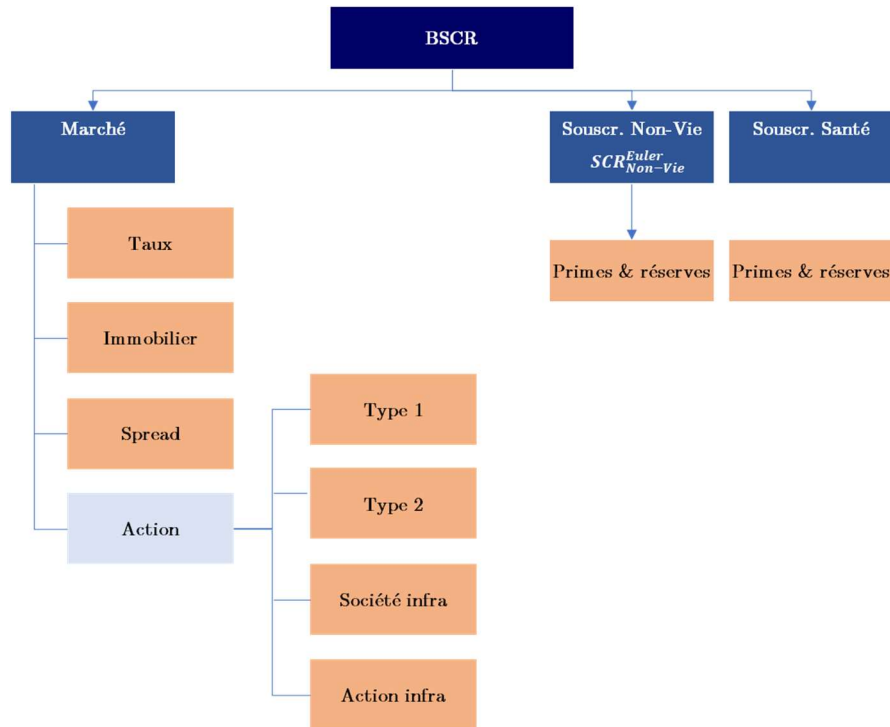 BSCR
Marché
Souscr. Non-Vie
SCR^{Euler}_{Non-Vie}
Souscr. Santé
Taux
Primes & réserves
Primes & réserves
Immobilier
Spread
Type 1
Action
Type 2
Société infra
Action infra